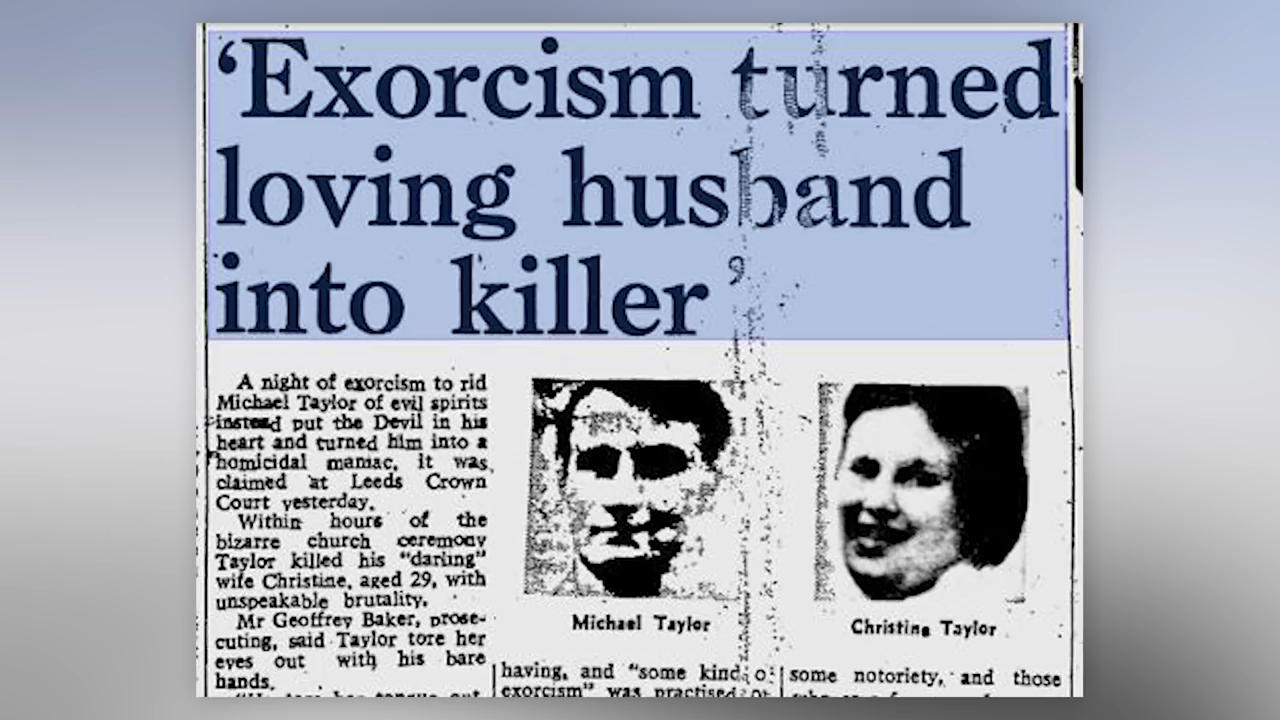 ‘Exorcism turned
loving husband
into killer’
A night of exorcism to rid
Michael Taylor of evil spirits
instead put the Devil in his
heart and turned him into a
homicidal maniac, it was
claimed at Leeds Crown
Court yesterday.
Within hours of the
bizarre church ceremony
Taylor killed his "darling"
wife Christine, aged 29, with
unspeakable brutality.
Mr Geoffrey Baker, prose-
cuting, said Taylor tore her
eyes out with his bare
hands.
Michael Taylor
Christine Taylor
having, and "some kind of
exorcism" was practised
some notoriety, and those